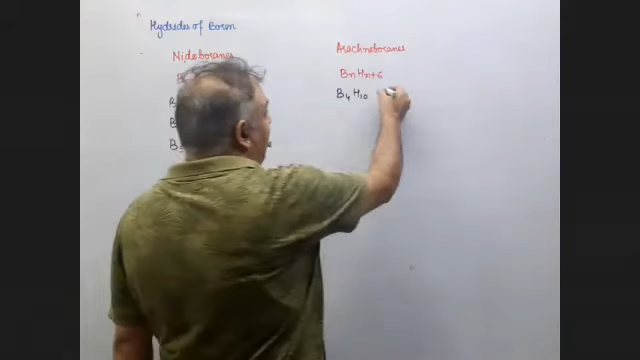 Hydrides of Boron
Nidoboranes
B
B
B
B
Arachnoboranes
BnHn+6
B4H10